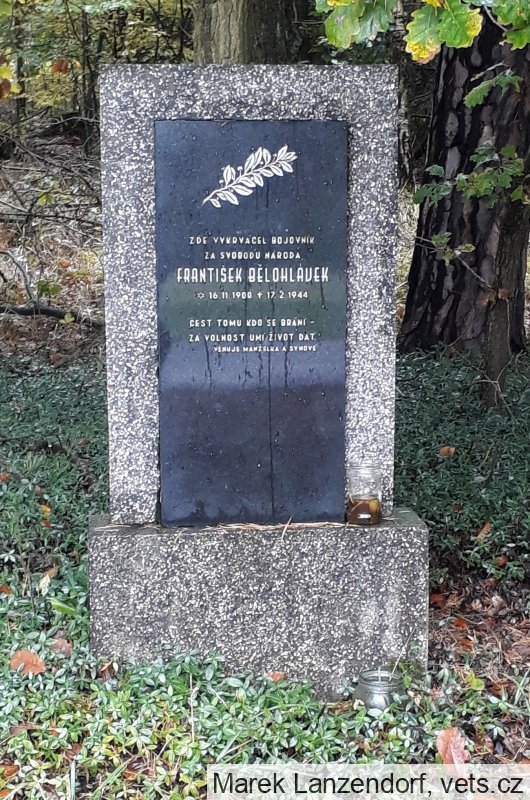 ZDE VYKRVÁCEL BOJOVNÍK
ZA SVOBODU NÁRODA
FRANTIŠEK BĚLOHLÁVEK
✡ 16.11.1900 ✝ 17.2.1944
ČEST TOMU KDO SE BRÁNÍ –
ZA VOLNOST UMÍ ŽIVOT DÁT.
VĚNUJE MANŽELKA A SYNOVÉ
Marek Lanzendorf, vets.cz